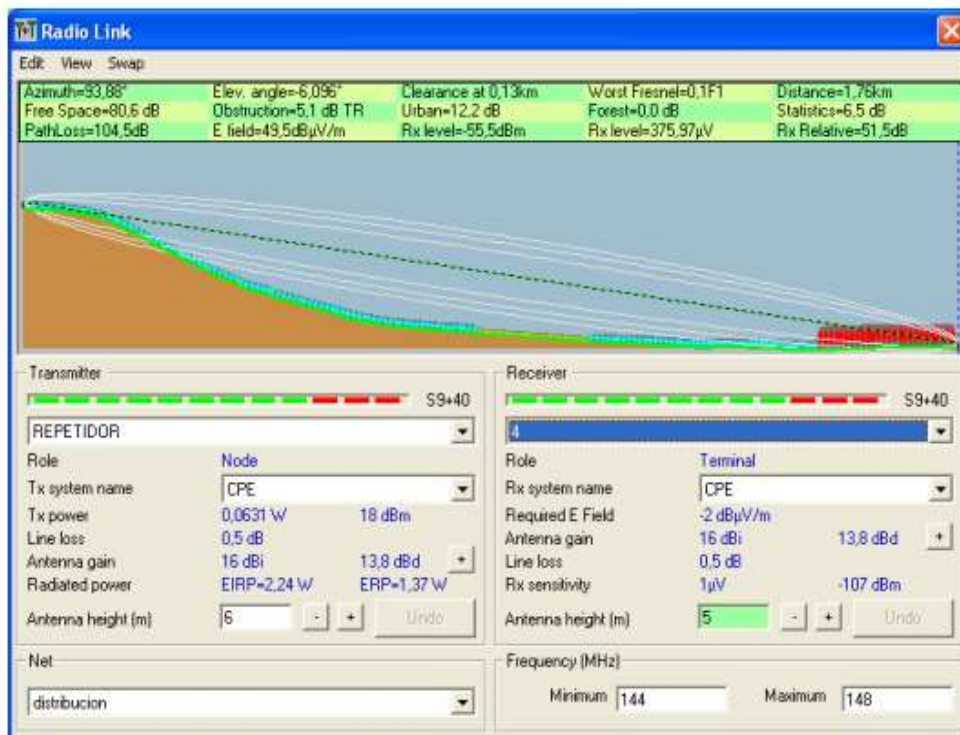 Radio Link
Edit View Swap
Azimuth=93,88° Elev. angle=-6,096° Clearance at 0,13km Worst Fresnel=0,1F1 Distance=1,76km
Free Space=80,6 dB Obstruction=5,1 dB TR Urban=12,2 dB Forest=0,0 dB Statistics=6,5 dB
PathLoss=104,5dB E field=49,5dBµV/m Rx level=-55,5dBm Rx level=375,97µV Rx Relative=51,5dB
Transmitter
S9+40
REPETIDOR
Role Node
Tx system name CPE
Tx power 0,0631 W 18 dBm
Line loss 0,5 dB
Antenna gain 16 dBi 13,8 dBd +
Radiated power EIRP=2,24 W ERP=1,37 W
Antenna height (m) 6 - + Undo
Net
distribucion
Receiver
S9+40
4
Role Terminal
Rx system name CPE
Required E Field -2 dBµV/m
Antenna gain 16 dBi 13,8 dBd +
Line loss 0,5 dB
Rx sensitivity 1µV -107 dBm
Antenna height (m) 5 - + Undo
Frequency (MHz)
Minimum 144 Maximum 148